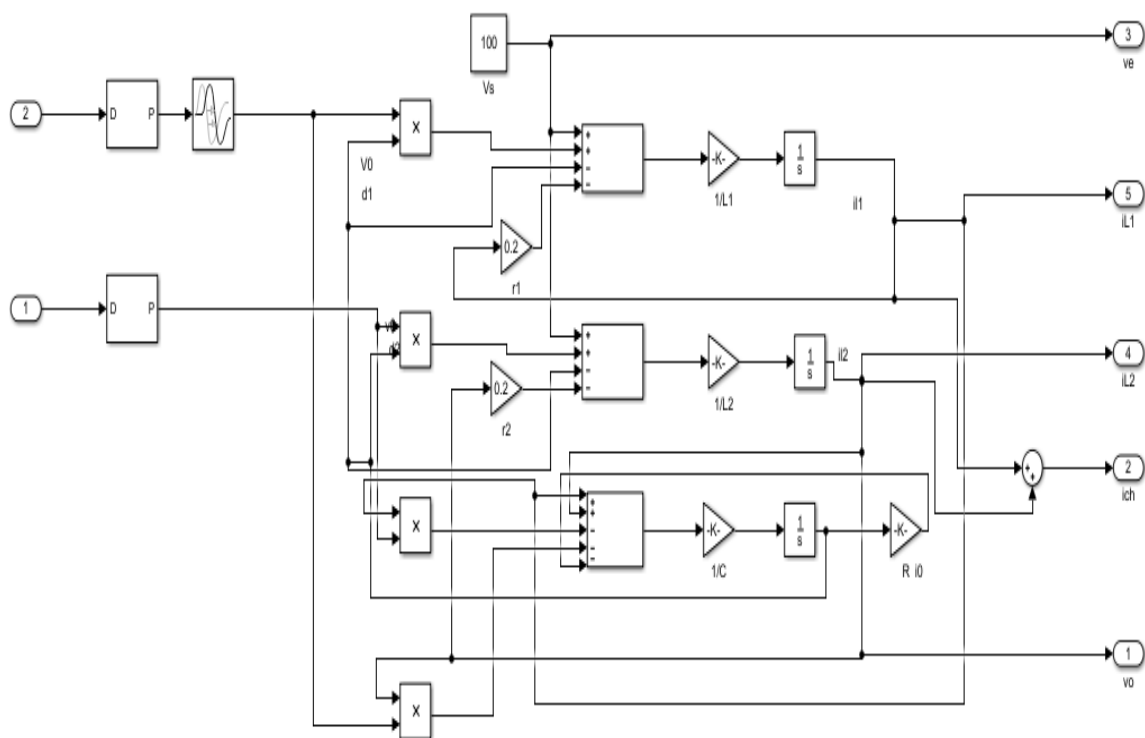 100
Vs
3
ve
2
D P
X
V0
d1
+
+
−
−
-K-
1/L1
1
s
il1
5
iL1
0.2
r1
1
D P
X
+
+
−
−
-K-
1/L2
1
s
il2
4
iL2
0.2
r2
+
+
2
ich
X
+
+
−
−
−
-K-
1/C
1
s
-K-
R i0
1
vo
X